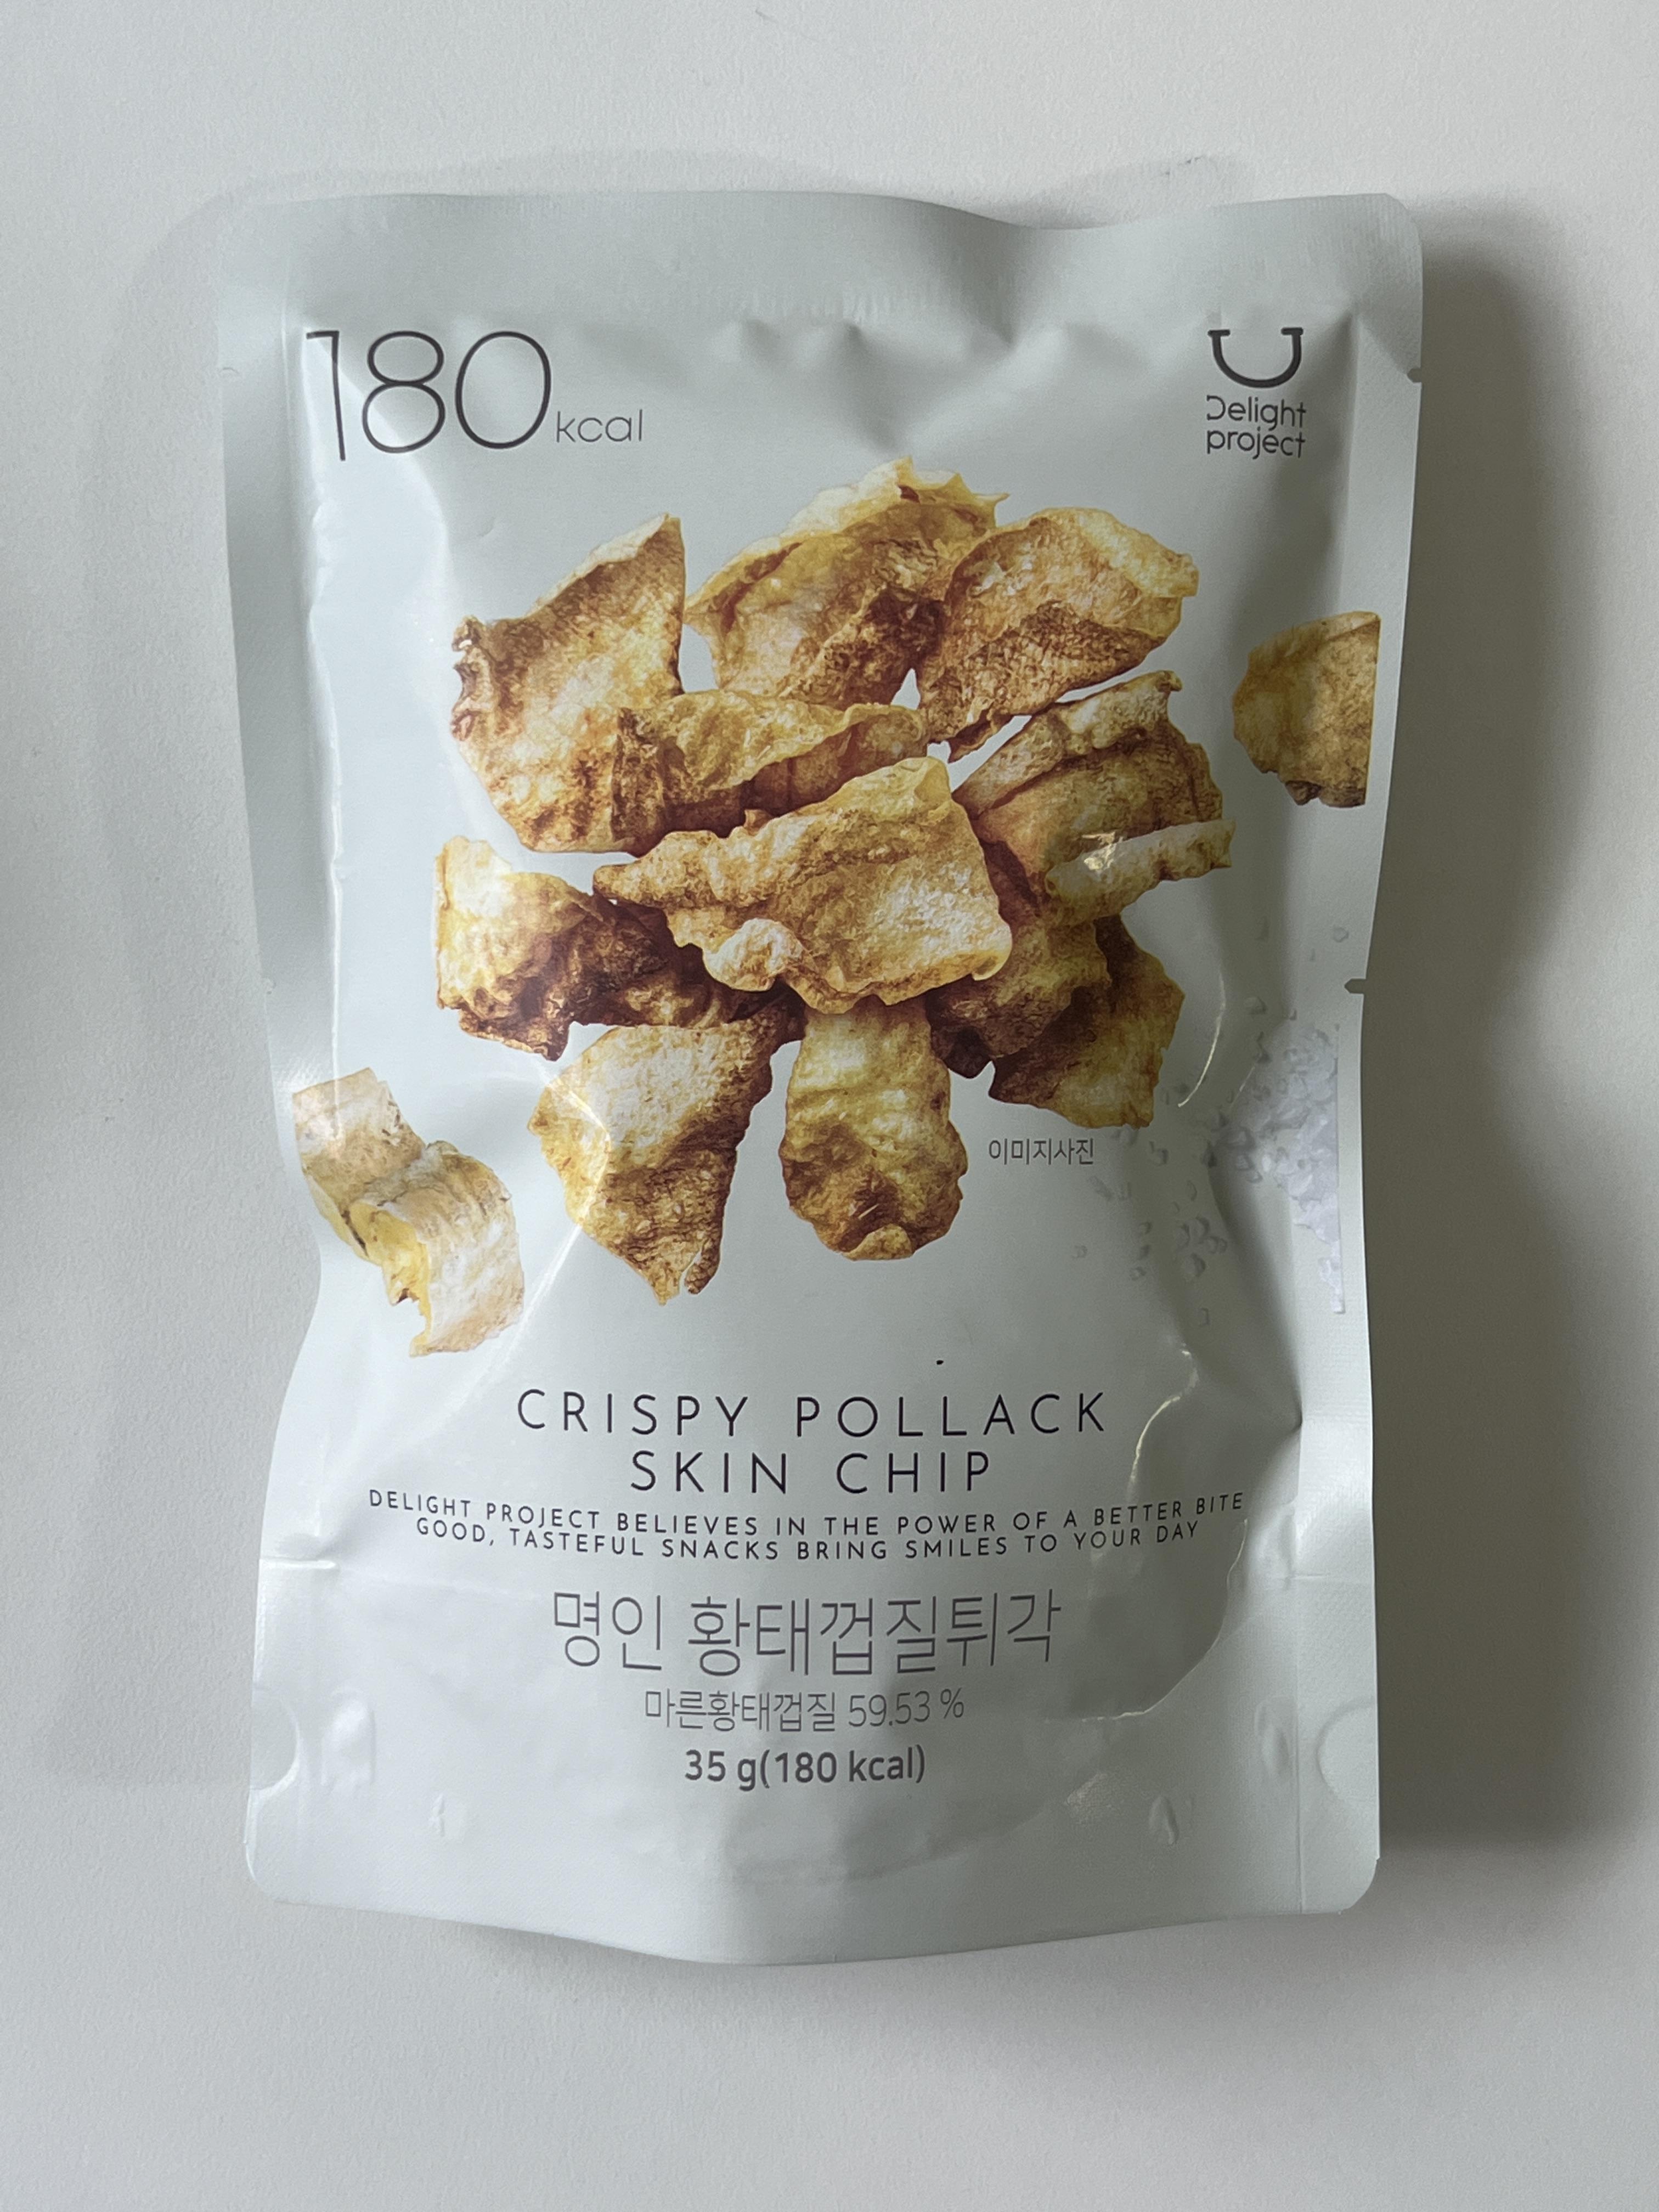 180 kcal
Delight
project
이미지사진
CRISPY POLLACK
SKIN CHIP
DELIGHT PROJECT BELIEVES IN THE POWER OF A BETTER BITE
GOOD, TASTEFUL SNACKS BRING SMILES TO YOUR DAY
명인 황태껍질튀각
마른황태껍질 59.53 %
35 g(180 kcal)